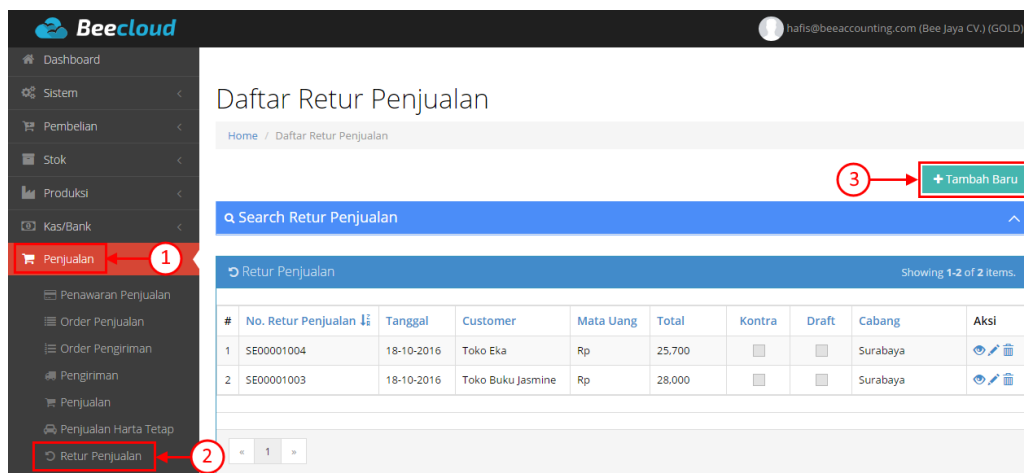 Beecloud
hafis@beeaccounting.com (Bee Jaya CV.) (GOLD)
Dashboard
Sistem
Pembelian
Stok
Produksi
Kas/Bank
Penjualan
1
Penawaran Penjualan
Order Penjualan
Order Pengiriman
Pengiriman
Penjualan
Penjualan Harta Tetap
Retur Penjualan
2
Daftar Retur Penjualan
Home / Daftar Retur Penjualan
3
+ Tambah Baru
Search Retur Penjualan
Retur Penjualan
Showing 1-2 of 2 items.
# No. Retur Penjualan Tanggal Customer Mata Uang Total Kontra Draft Cabang Aksi
1 SE00001004 18-10-2016 Toko Eka Rp 25,700 Surabaya
2 SE00001003 18-10-2016 Toko Buku Jasmine Rp 28,000 Surabaya
« 1 »